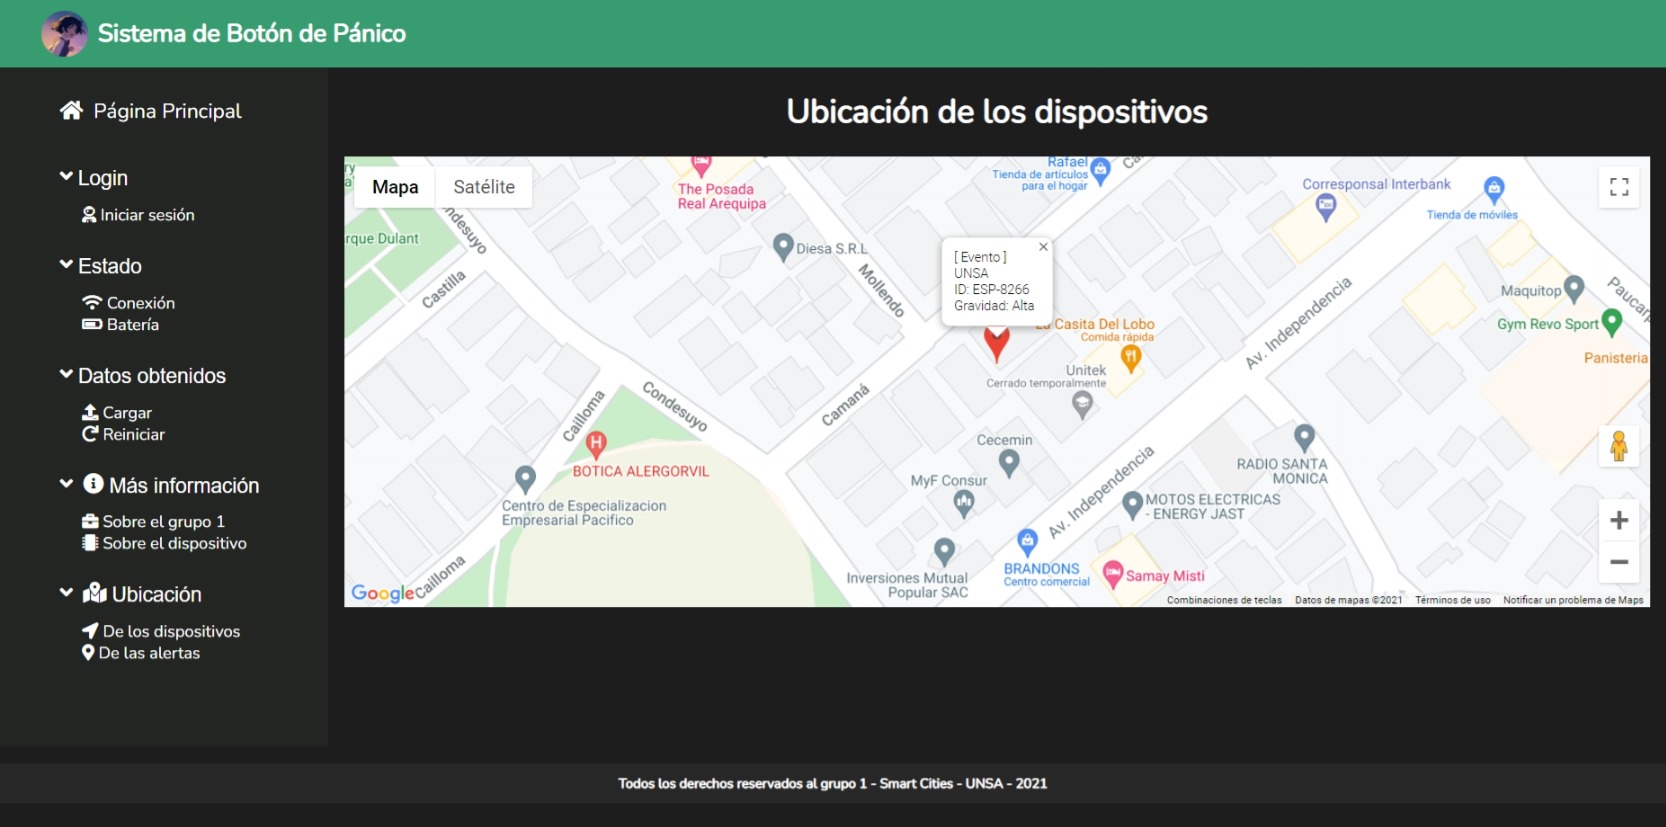 Sistema de Botón de Pánico
Página Principal
Login
Iniciar sesión
Estado
Conexión
Batería
Datos obtenidos
Cargar
Reiniciar
Más información
Sobre el grupo 1
Sobre el dispositivo
Ubicación
De los dispositivos
De las alertas
Ubicación de los dispositivos
Mapa
Satélite
The Posada
Real Arequipa
Rafael
Tienda de artículos
para el hogar
Corresponsal Interbank
Tienda de móviles
rque Dulant
ndesuyo
Castilla
Diesa S.R.L
Mollendo
[ Evento ]
UNSA
ID: ESP-8266
Gravidad: Alta
La Casita Del Lobo
Comida rápida
Unitek
Cerrado temporalmente
Av. Independencia
Maquitop
Paucarp
Gym Revo Sport
Panisteria
Cailloma
Condesuyo
Camaná
H
BOTICA ALERGORVIL
Centro de Especializacion
Empresarial Pacifico
Cecemin
MyF Consur
Av. Independencia
RADIO SANTA
MONICA
MOTOS ELECTRICAS
- ENERGY JAST
Inversiones Mutual
Popular SAC
BRANDONS
Centro comercial
Samay Misti
Cailloma
Google
Combinaciones de teclas
Datos de mapas ©2021
Términos de uso
Notificar un problema de Maps
Todos los derechos reservados al grupo 1 - Smart Cities - UNSA - 2021